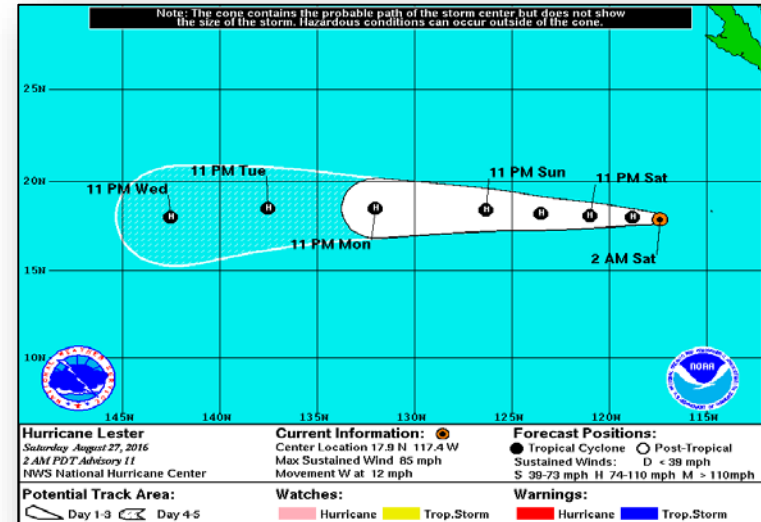 Note: The cone contains the probable path of the storm center but does not show
the size of the storm. Hazardous conditions can occur outside of the cone.
25N
20N
15N
10N
11 PM Wed
11 PM Tue
11 PM Mon
11 PM Sun
11 PM Sat
2 AM Sat
H H H H H H H
NOAA
145W 140W 135W 130W 125W 120W 115W
Hurricane Lester
Saturday August 27, 2016
2 AM PDT Advisory 11
NWS National Hurricane Center
Current Information:
Center Location 17.9 N 117.4 W
Max Sustained Wind 85 mph
Movement W at 12 mph
Forecast Positions:
Tropical Cyclone Post-Tropical
Sustained Winds: D < 39 mph
S 39-73 mph H 74-110 mph M > 110mph
Potential Track Area:
Day 1-3 Day 4-5
Watches:
Hurricane Trop.Storm
Warnings:
Hurricane Trop.Storm